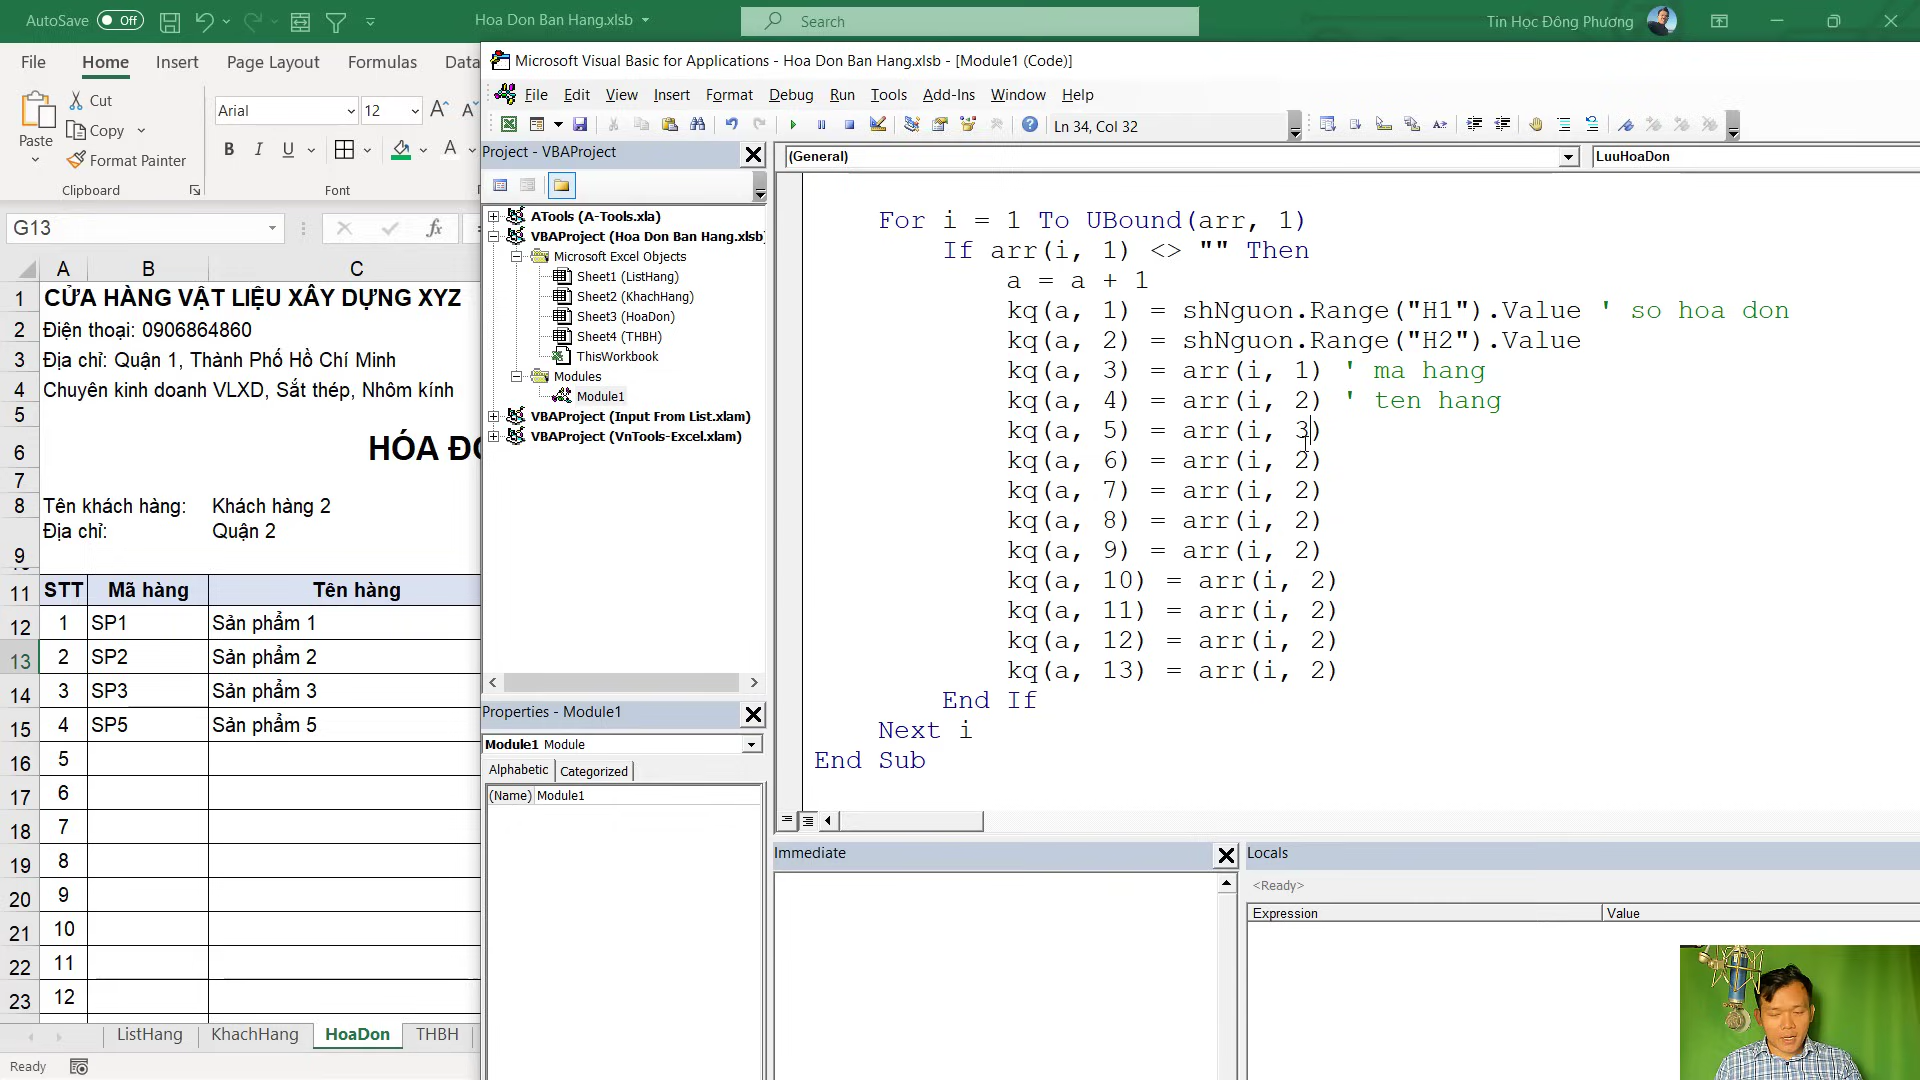 AutoSave Off
Hoa Don Ban Hang.xlsb
Search
Tin Học Đông Phương
File Home Insert Page Layout Formulas Data
Paste
Cut
Copy
Format Painter
Clipboard
Arial 12
B I U A
Font
G13
fx
A B C
1 CỬA HÀNG VẬT LIỆU XÂY DỰNG XYZ
2 Điện thoại: 0906864860
3 Địa chỉ: Quận 1, Thành Phố Hồ Chí Minh
4 Chuyên kinh doanh VLXD, Sắt thép, Nhôm kính
5
6
7
8 Tên khách hàng: Khách hàng 2
9 Địa chỉ: Quận 2
11 STT Mã hàng Tên hàng
12 1 SP1 Sản phẩm 1
13 2 SP2 Sản phẩm 2
14 3 SP3 Sản phẩm 3
15 4 SP5 Sản phẩm 5
16 5
17 6
18 7
19 8
20 9
21 10
22 11
23 12
ListHang KhachHang HoaDon THBH
Ready
Microsoft Visual Basic for Applications - Hoa Don Ban Hang.xlsb - [Module1 (Code)]
File Edit View Insert Format Debug Run Tools Add-Ins Window Help
Ln 34, Col 32
Project - VBAProject
ATools (A-Tools.xla)
VBAProject (Hoa Don Ban Hang.xlsb)
Microsoft Excel Objects
Sheet1 (ListHang)
Sheet2 (KhachHang)
Sheet3 (HoaDon)
Sheet4 (THBH)
ThisWorkbook
Modules
Module1
VBAProject (Input From List.xlam)
VBAProject (VnTools-Excel.xlam)
Properties - Module1
Module1 Module
Alphabetic Categorized
(Name) Module1
(General) LuuHoaDon
For i = 1 To UBound(arr, 1)
If arr(i, 1) <> "" Then
a = a + 1
kq(a, 1) = shNguon.Range("H1").Value ' so hoa don
kq(a, 2) = shNguon.Range("H2").Value
kq(a, 3) = arr(i, 1) ' ma hang
kq(a, 4) = arr(i, 2) ' ten hang
kq(a, 5) = arr(i, 3)
kq(a, 6) = arr(i, 2)
kq(a, 7) = arr(i, 2)
kq(a, 8) = arr(i, 2)
kq(a, 9) = arr(i, 2)
kq(a, 10) = arr(i, 2)
kq(a, 11) = arr(i, 2)
kq(a, 12) = arr(i, 2)
kq(a, 13) = arr(i, 2)
End If
Next i
End Sub
Immediate
Locals
<Ready>
Expression Value